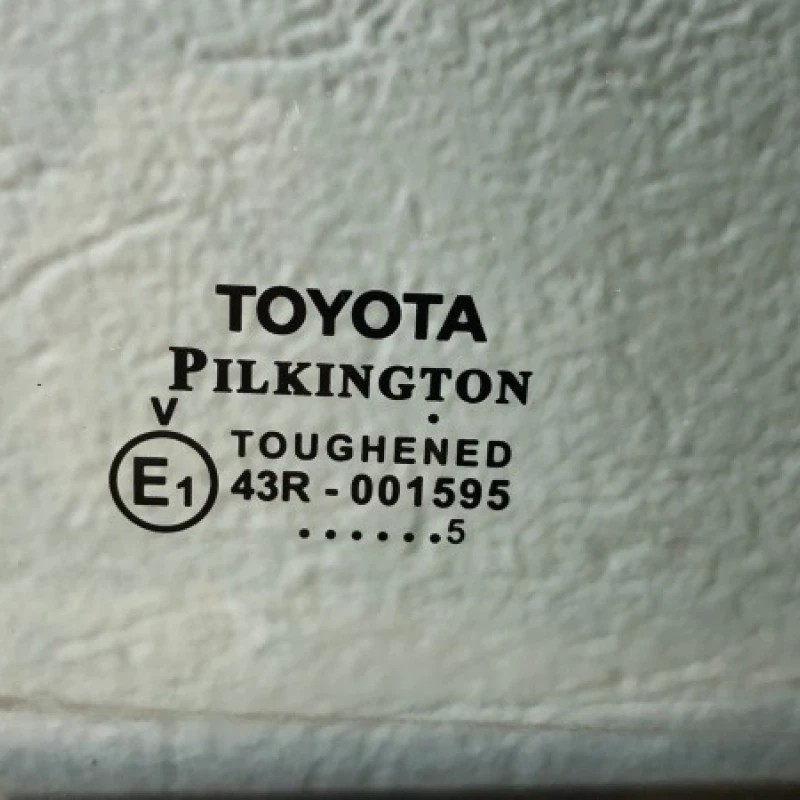 TOYOTA
PILKINGTON
V
TOUGHENED
E1 43R - 001595
. . . . . .5